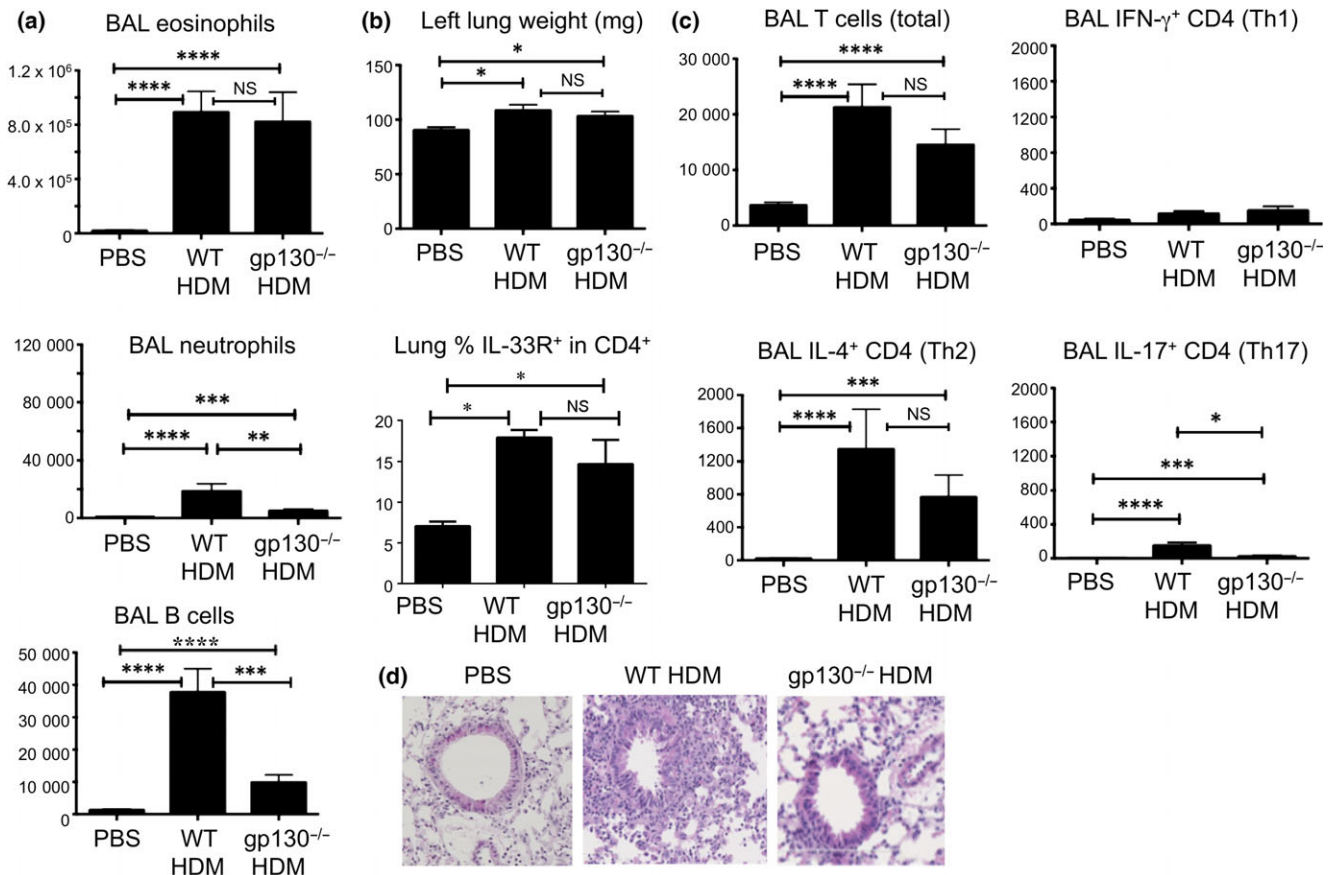 (a)
BAL eosinophils
****
**** NS
1.2 x 10⁶
8.0 x 10⁵
4.0 x 10⁵
0
PBS WT HDM gp130⁻/⁻ HDM
BAL neutrophils
***
**** **
120 000
80 000
40 000
0
PBS WT HDM gp130⁻/⁻ HDM
BAL B cells
****
**** ***
50 000
40 000
30 000
20 000
10 000
0
PBS WT HDM gp130⁻/⁻ HDM
(b)
Left lung weight (mg)
*
* NS
150
100
50
0
PBS WT HDM gp130⁻/⁻ HDM
Lung % IL-33R⁺ in CD4⁺
*
* NS
20
15
10
5
0
PBS WT HDM gp130⁻/⁻ HDM
(c)
BAL T cells (total)
****
**** NS
30 000
20 000
10 000
0
PBS WT HDM gp130⁻/⁻ HDM
BAL IFN-γ⁺ CD4 (Th1)
2000
1600
1200
800
400
0
PBS WT HDM gp130⁻/⁻ HDM
BAL IL-4⁺ CD4 (Th2)
***
**** NS
2000
1600
1200
800
400
0
PBS WT HDM gp130⁻/⁻ HDM
BAL IL-17⁺ CD4 (Th17)
*
***
****
2000
1600
1200
800
400
0
PBS WT HDM gp130⁻/⁻ HDM
(d)
PBS WT HDM gp130⁻/⁻ HDM